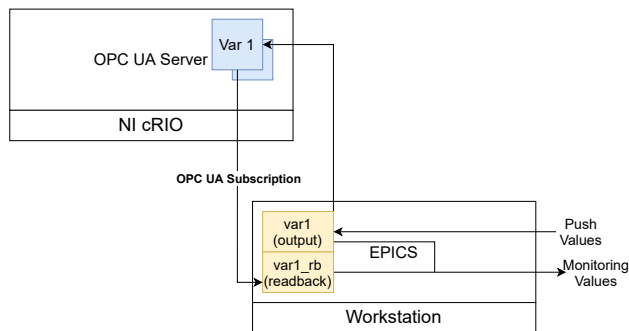 Var 1
OPC UA Server
NI cRIO
OPC UA Subscription
var1
(output)
Push
Values
EPICS
var1_rb
(readback)
Monitoring
Values
Workstation